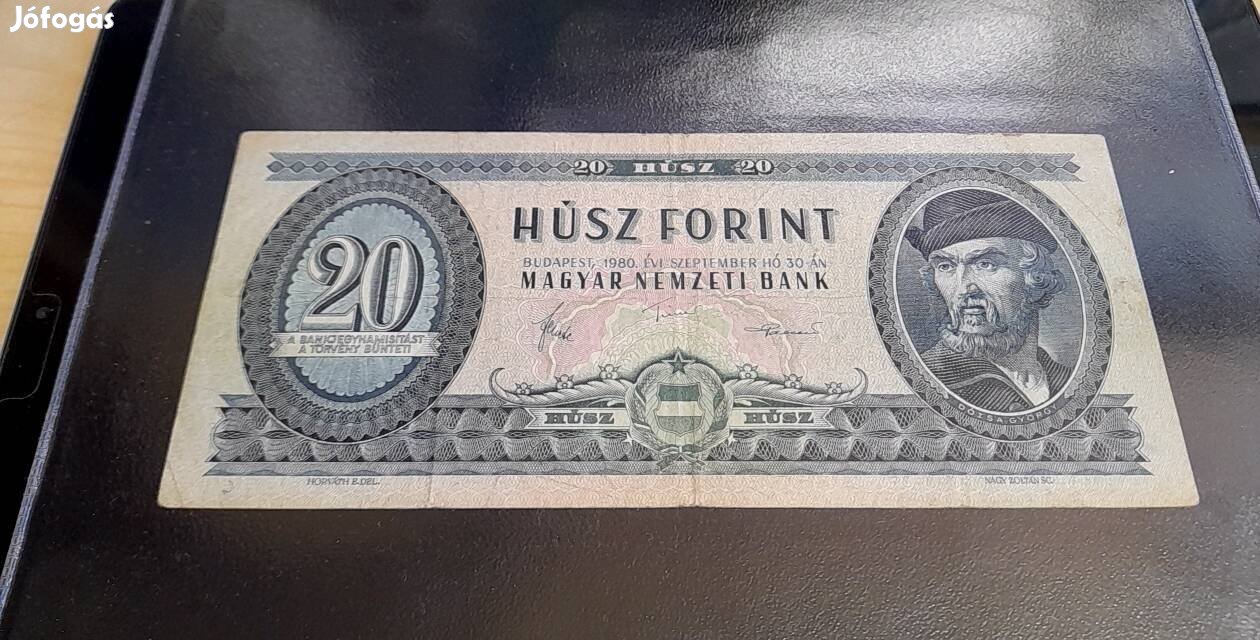 Jófogás
20 HÚSZ 20
HÚSZ FORINT
BUDAPEST, 1980. ÉVI SZEPTEMBER HÓ 30-ÁN
MAGYAR NEMZETI BANK
20
A BANKJEGYHAMISÍTÁST
A TÖRVÉNY BÜNTETI
HÚSZ HÚSZ
DÓZSA GYÖRGY
HORVÁTH E. DEL.
NAGY ZOLTÁN SC.